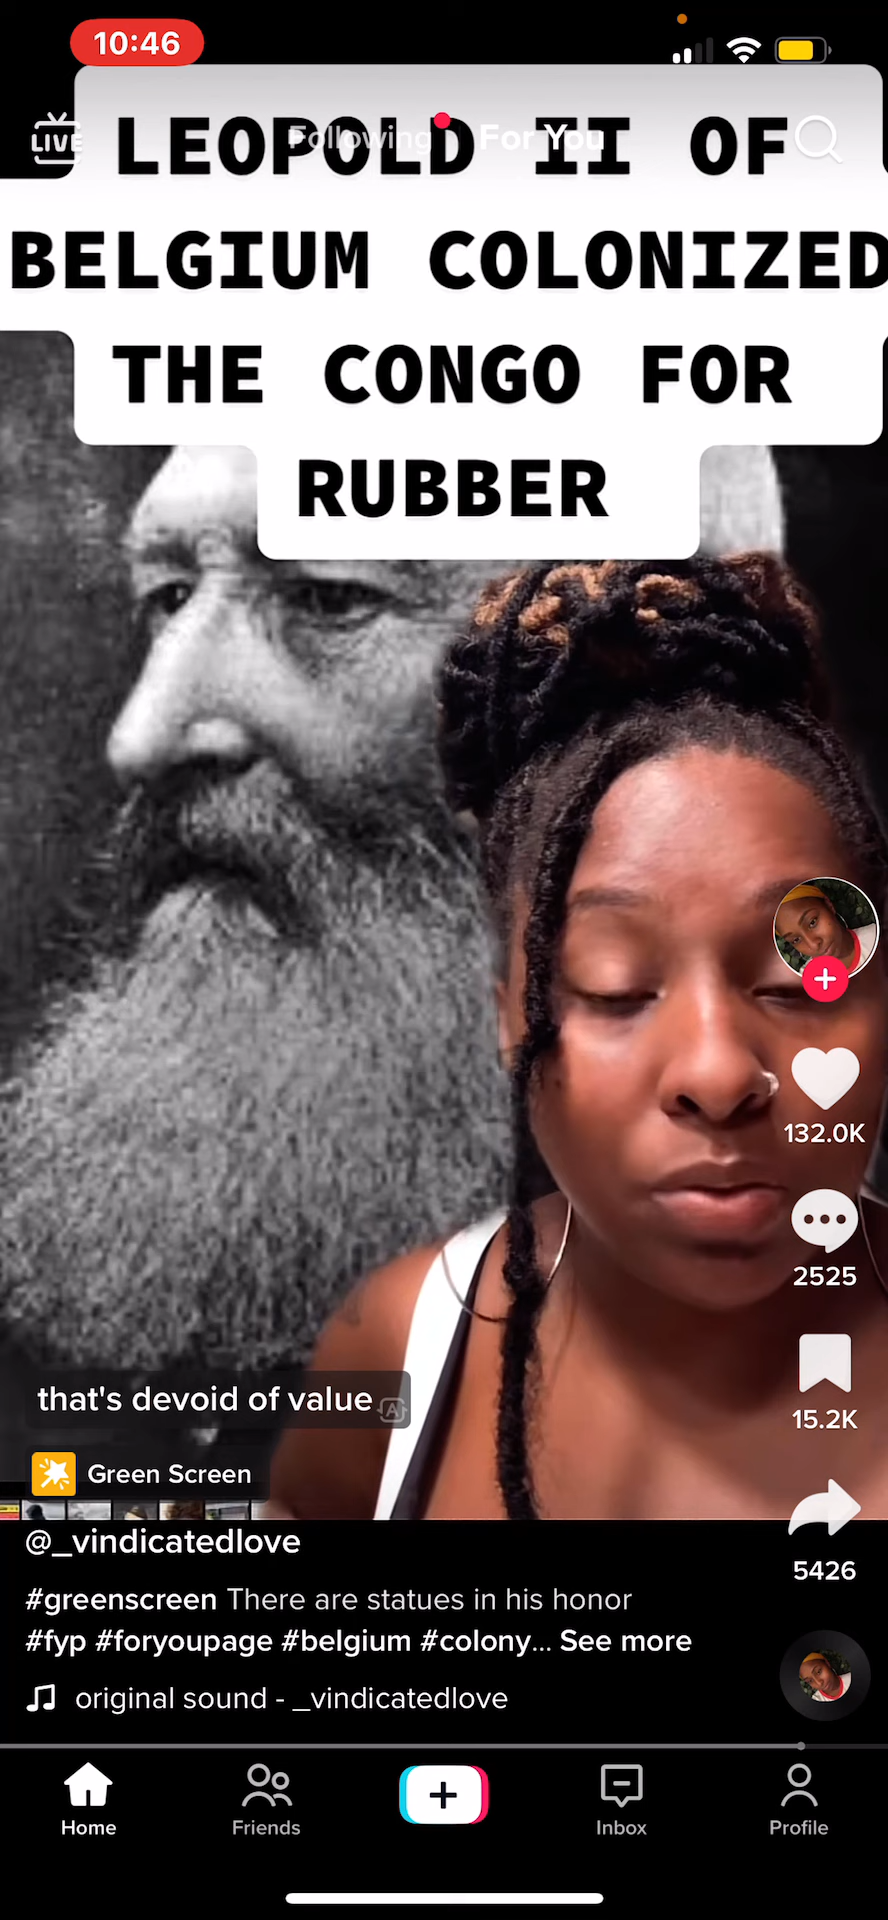 10:46
LIVE
Following
For You
LEOPOLD II OF
BELGIUM COLONIZED
THE CONGO FOR
RUBBER
132.0K
2525
15.2K
5426
that's devoid of value
A
Green Screen
@_vindicatedlove
#greenscreen There are statues in his honor
#fyp #foryoupage #belgium #colony... See more
original sound - _vindicatedlove
Home
Friends
Inbox
Profile